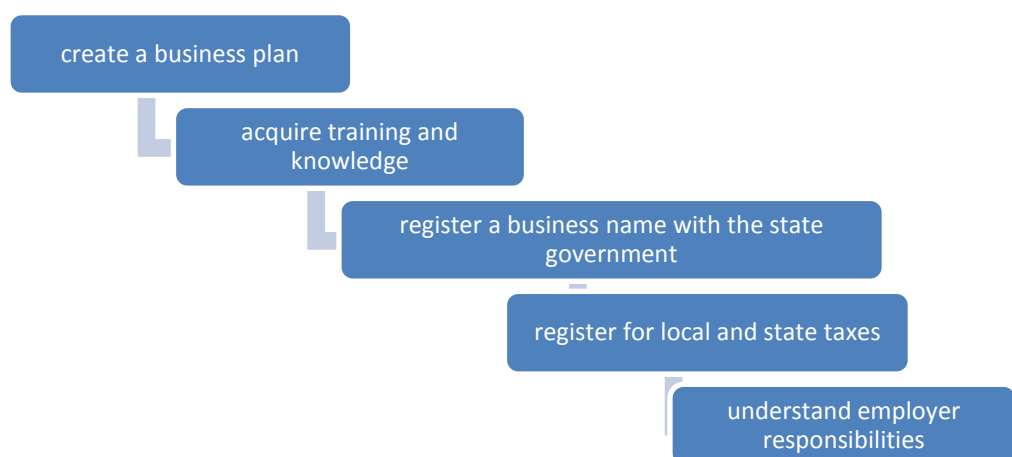 create a business plan
acquire training and
knowledge
register a business name with the state
government
register for local and state taxes
understand employer
responsibilities